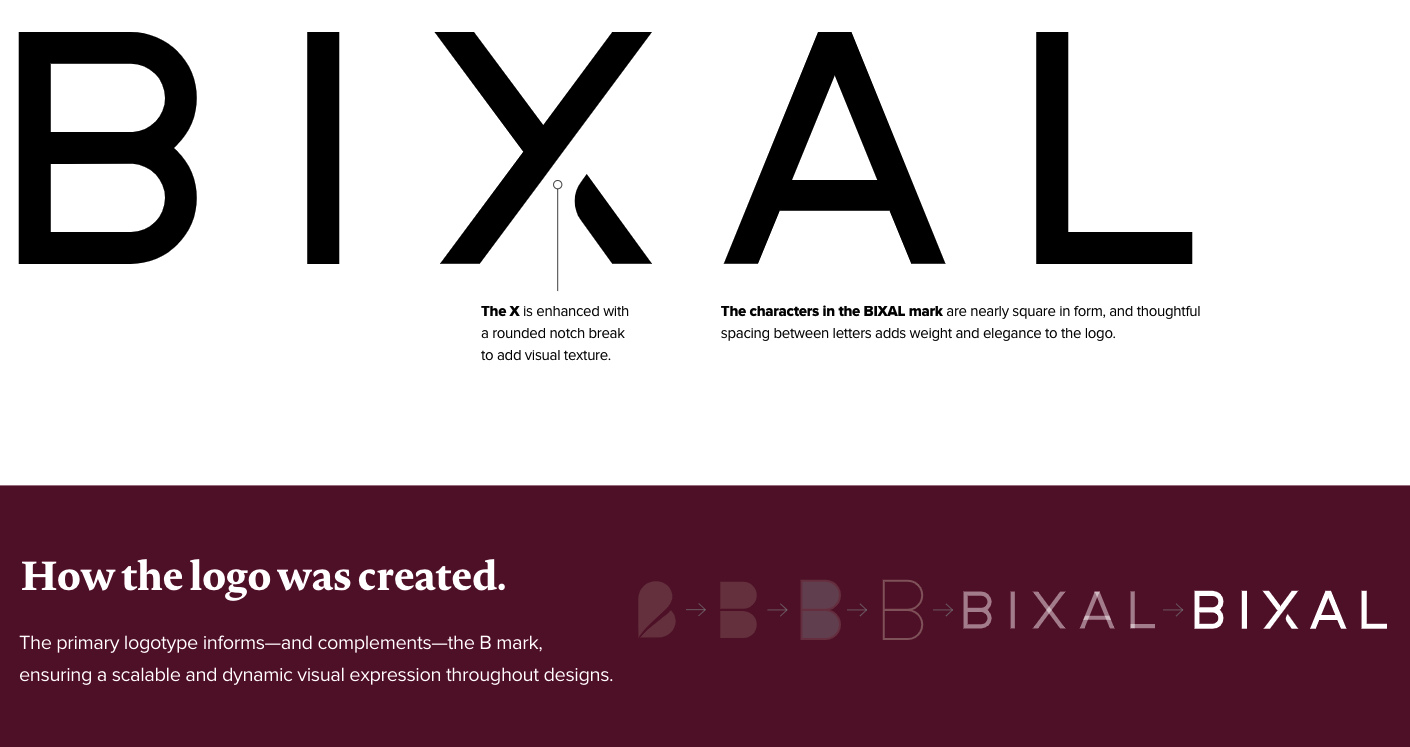 BIXAL
The X is enhanced with
a rounded notch break
to add visual texture.
The characters in the BIXAL mark are nearly square in form, and thoughtful
spacing between letters adds weight and elegance to the logo.
How the logo was created.
The primary logotype informs—and complements—the B mark,
ensuring a scalable and dynamic visual expression throughout designs.
B → B → B → B → BIXAL → BIXAL